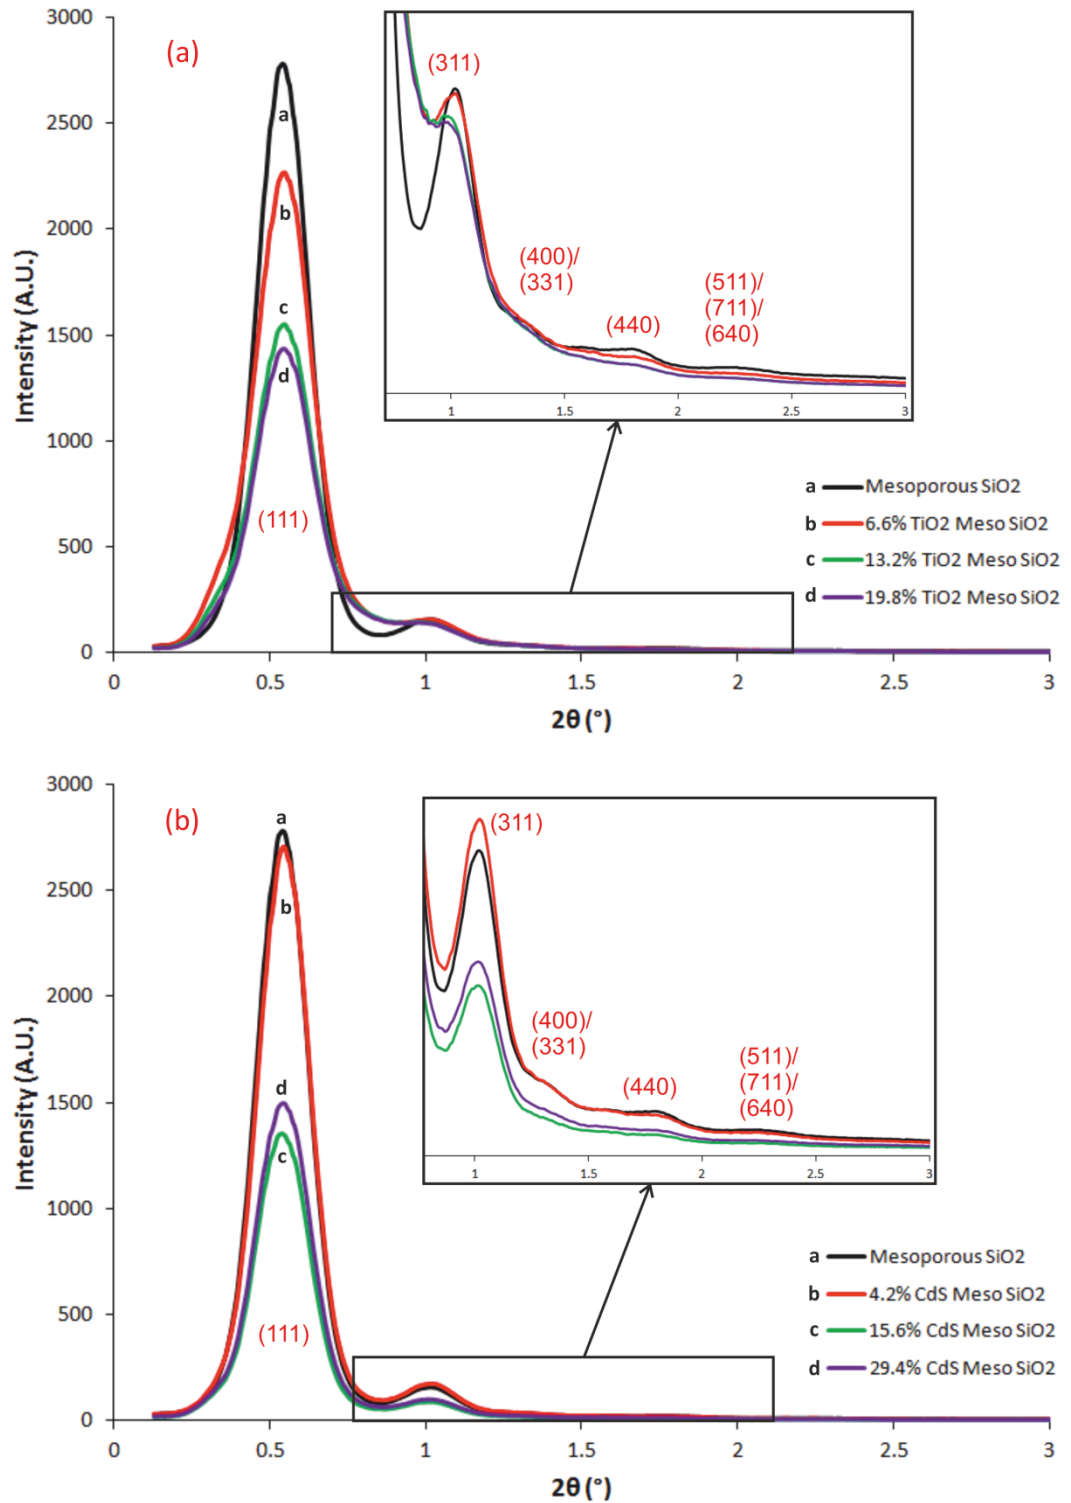 3000
(a)
(311)
a
2500
b
2000
(400)/
(331)
(511)/
(711)/
(640)
(440)
c
1500
d
1 1.5 2 2.5 3
1000
Intensity (A.U.)
a Mesoporous SiO2
(111)
b 6.6% TiO2 Meso SiO2
500
c 13.2% TiO2 Meso SiO2
d 19.8% TiO2 Meso SiO2
0
0 0.5 1 1.5 2 2.5 3
2θ (°)
3000
(b)
a
(311)
2500
b
2000
(400)/
(331)
(511)/
(711)/
(640)
(440)
1500
d
c
1 1.5 2 2.5 3
1000
Intensity (A.U.)
a Mesoporous SiO2
b 4.2% CdS Meso SiO2
500
(111)
c 15.6% CdS Meso SiO2
d 29.4% CdS Meso SiO2
0
0 0.5 1 1.5 2 2.5 3
2θ (°)